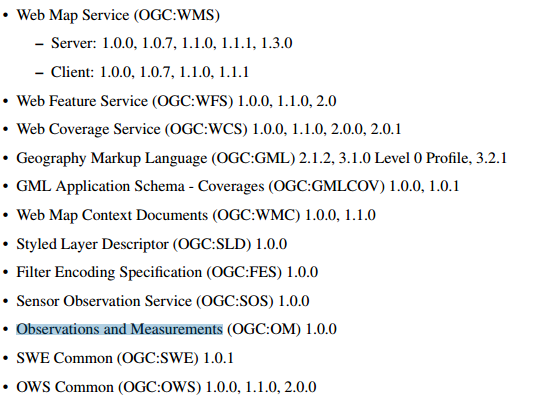 • Web Map Service (OGC:WMS)
– Server: 1.0.0, 1.0.7, 1.1.0, 1.1.1, 1.3.0
– Client: 1.0.0, 1.0.7, 1.1.0, 1.1.1
• Web Feature Service (OGC:WFS) 1.0.0, 1.1.0, 2.0
• Web Coverage Service (OGC:WCS) 1.0.0, 1.1.0, 2.0.0, 2.0.1
• Geography Markup Language (OGC:GML) 2.1.2, 3.1.0 Level 0 Profile, 3.2.1
• GML Application Schema - Coverages (OGC:GMLCOV) 1.0.0, 1.0.1
• Web Map Context Documents (OGC:WMC) 1.0.0, 1.1.0
• Styled Layer Descriptor (OGC:SLD) 1.0.0
• Filter Encoding Specification (OGC:FES) 1.0.0
• Sensor Observation Service (OGC:SOS) 1.0.0
• Observations and Measurements (OGC:OM) 1.0.0
• SWE Common (OGC:SWE) 1.0.1
• OWS Common (OGC:OWS) 1.0.0, 1.1.0, 2.0.0